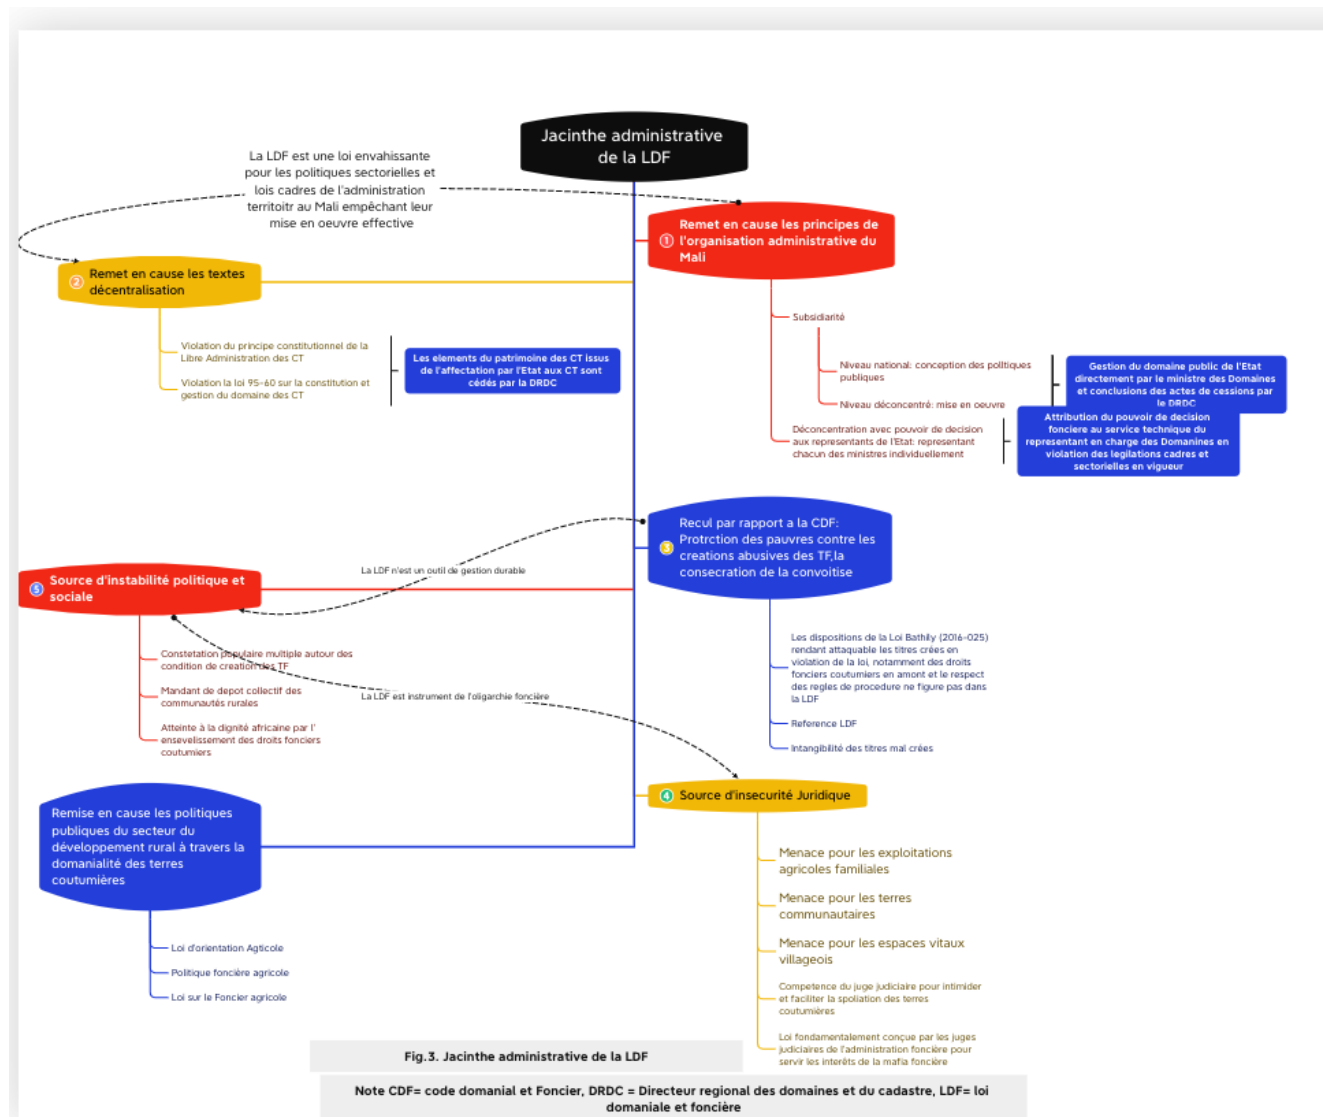 Jacinthe administrative
de la LDF
La LDF est une loi envahissante
pour les politiques sectorielles et
lois cadres de l'administration
territoitr au Mali empêchant leur
mise en oeuvre effective
1 Remet en cause les principes de
l'organisation administrative du
Mali
Subsidiarité
Niveau national: conception des politiques
publiques
Niveau déconcentré: mise en oeuvre
Gestion du domaine public de l'Etat
directement par le ministre des Domaines
et conclusions des actes de cessions par
le DRDC
Déconcentration avec pouvoir de décision
aux representants de l'Etat: representant
chacun des ministres individuellement
Attribution du pouvoir de decision
fonciere au service technique du
representant en charge des Domanines en
violation des legilations cadres et
sectorielles en vigueur
2 Remet en cause les textes
décentralisation
Violation du principe constitutionnel de la
Libre Administration des CT
Violation la loi 95-60 sur la constitution et
gestion du domaine des CT
Les elements du patrimoine des CT issus
de l'affectation par l'Etat aux CT sont
cédés par la DRDC
3 Recul par rapport a la CDF:
Protrction des pauvres contre les
creations abusives des TF,la
consecration de la convoitise
Les dispositions de la Loi Bathily (2016-025)
rendant attaquable les titres crées en
violation de la loi, notamment des droits
fonciers coutumiers en amont et le respect
des regles de procedure ne figure pas dans
la LDF
Reference LDF
Intangibilité des titres mal crées
La LDF n'est un outil de gestion durable
5 Source d'instabilité politique et
sociale
Constetation populaire multiple autour des
condition de creation des TF
Mandant de depot collectif des
communautés rurales
Atteinte à la dignité africaine par l'
ensevelissement des droits fonciers
coutumiers
La LDF est instrument de l'oligarchie foncière
4 Source d'insecurité Juridique
Menace pour les exploitations
agricoles familiales
Menace pour les terres
communautaires
Menace pour les espaces vitaux
villageois
Competence du juge judiciaire pour intimider
et faciliter la spoliation des terres
coutumières
Loi fondamentalement conçue par les juges
judiciaires de l'administration foncière pour
servir les interêts de la mafia foncière
Remise en cause les politiques
publiques du secteur du
développement rural à travers la
domanialité des terres
coutumières
Loi d'orientation Agticole
Politique foncière agricole
Loi sur le Foncier agricole
Fig.3. Jacinthe administrative de la LDF
Note CDF= code domanial et Foncier, DRDC = Directeur regional des domaines et du cadastre, LDF= loi
domaniale et foncière